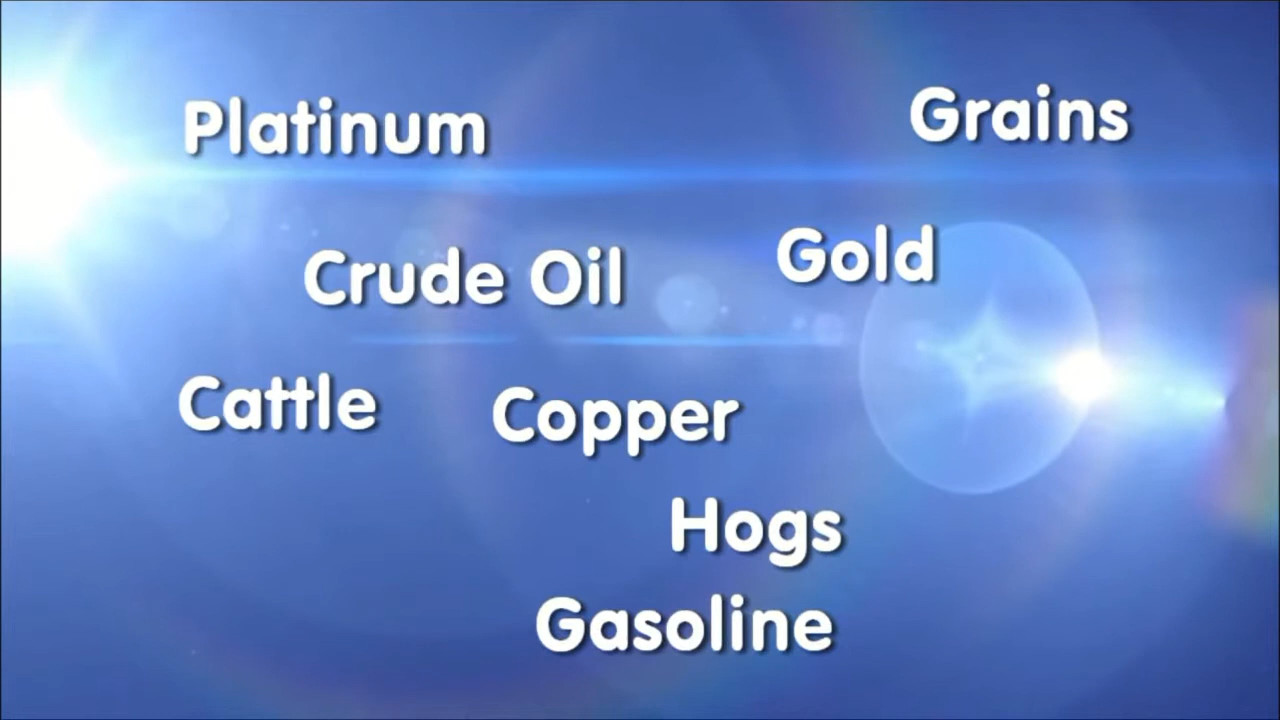 Platinum
Grains
Crude Oil
Gold
Cattle
Copper
Hogs
Gasoline